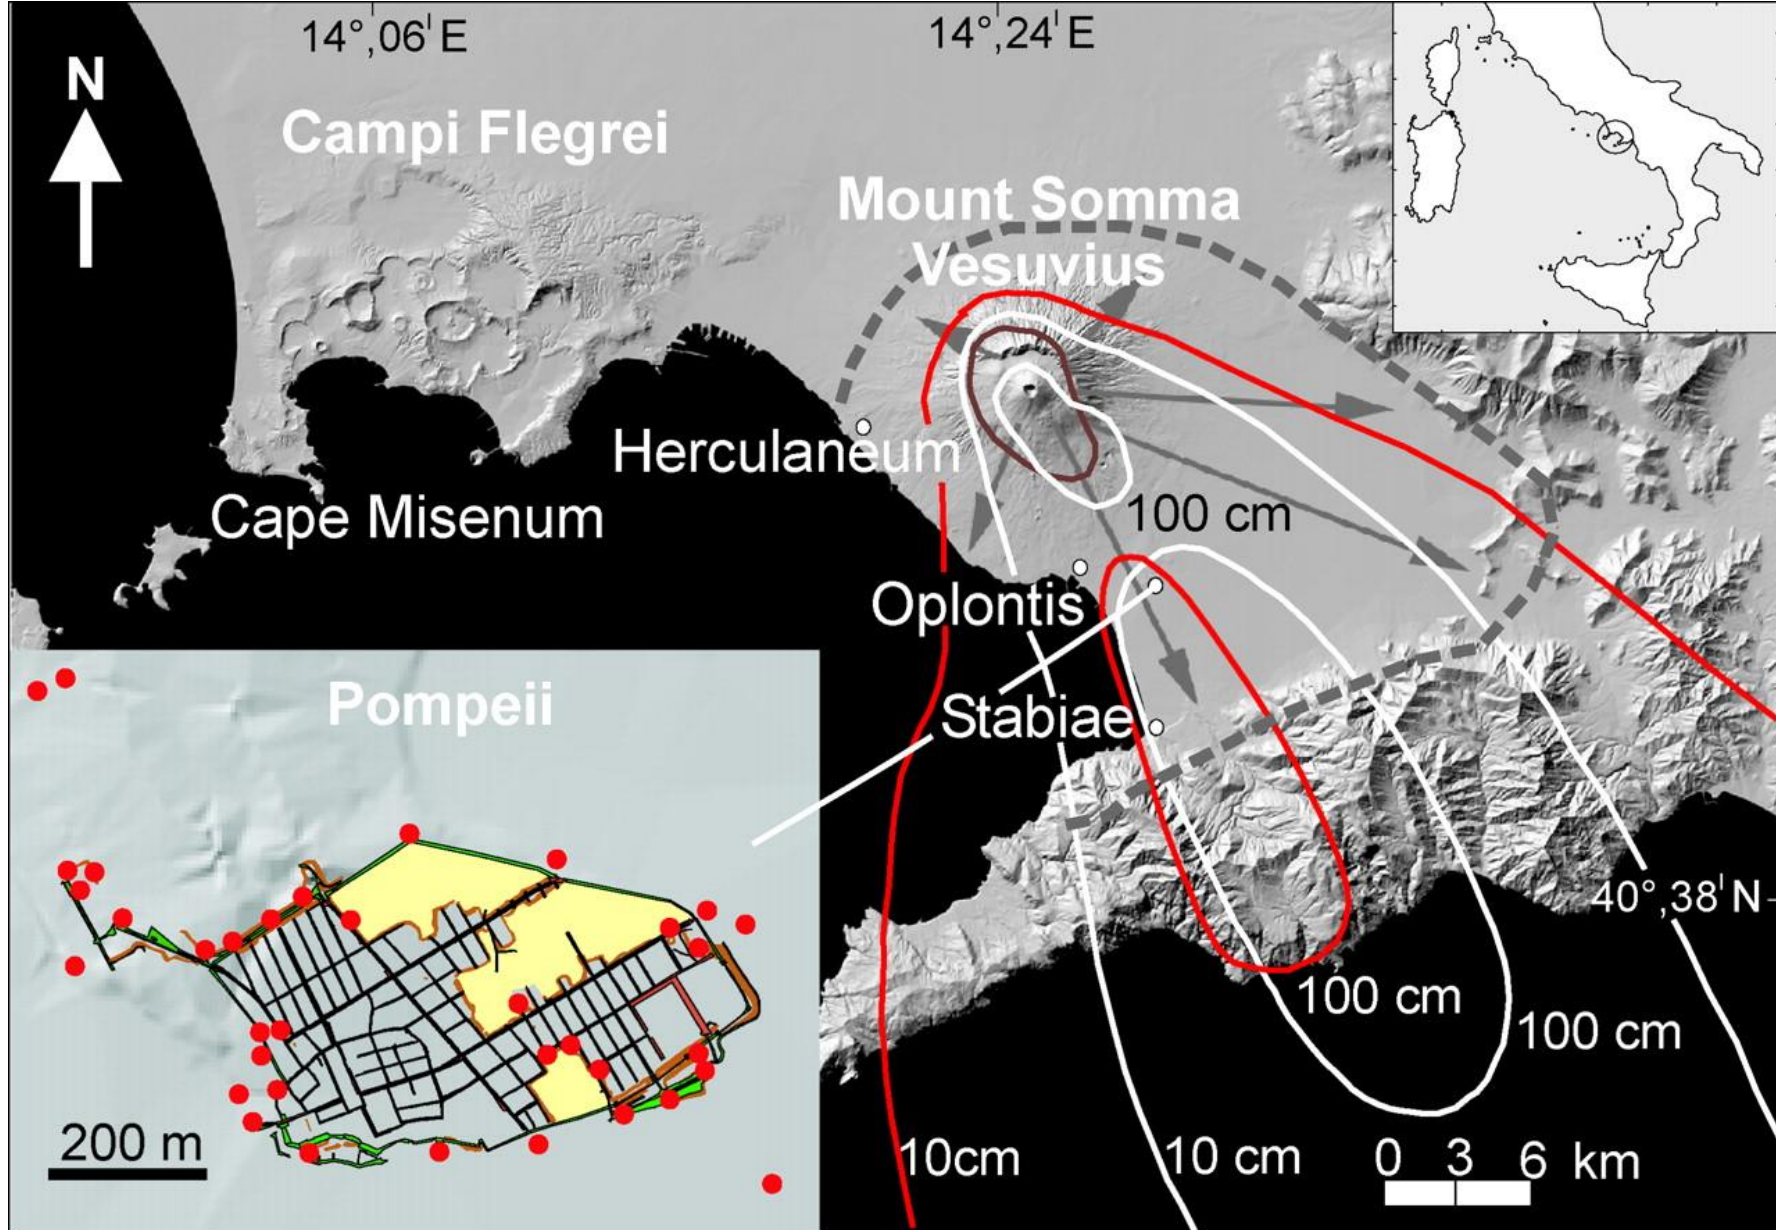 14°,06' E
14°,24' E
N
Campi Flegrei
Mount Somma
Vesuvius
Herculaneum
Cape Misenum
100 cm
Oplontis
Pompeii
Stabiae
40°,38' N
100 cm
100 cm
200 m
10cm
10 cm
0 3 6 km